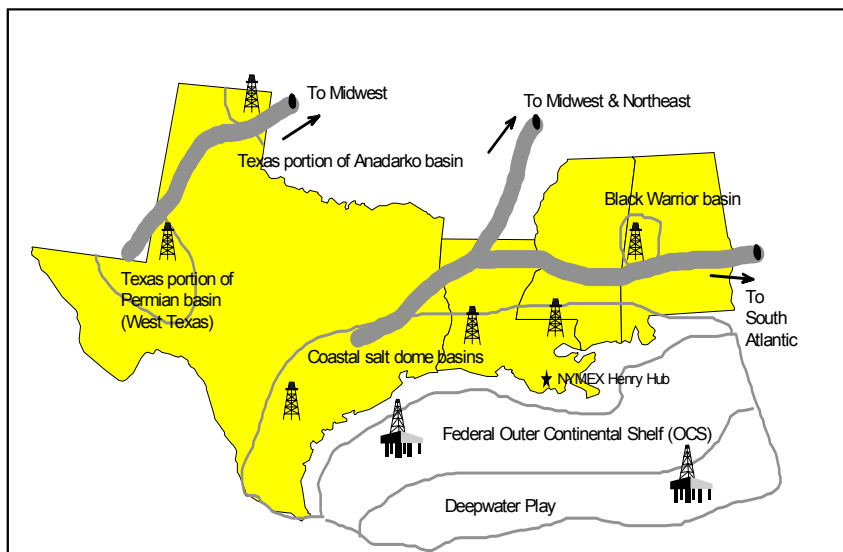 To Midwest
To Midwest & Northeast
Texas portion of Anadarko basin
Black Warrior basin
Texas portion of
Permian basin
(West Texas)
To
South
Atlantic
Coastal salt dome basins
NYMEX Henry Hub
Federal Outer Continental Shelf (OCS)
Deepwater Play